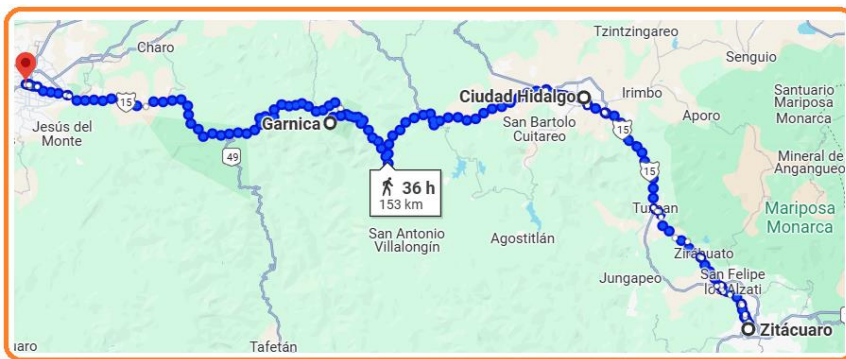 Tzintzingareo
Charo
Senguio
Ciudad Hidalgo
Irimbo
Santuario
Mariposa
Monarca
15
Aporo
Garnica
Jesús del
Monte
San Bartolo
Cuitareo
15
49
Mineral de
Angangueo
15
36 h
153 km
Tuxpan
Mariposa
Monarca
San Antonio
Villalongín
Agostitlán
Ziráhuato
Jungapeo
San Felipe
los Alzati
Zitácuaro
Tafetán